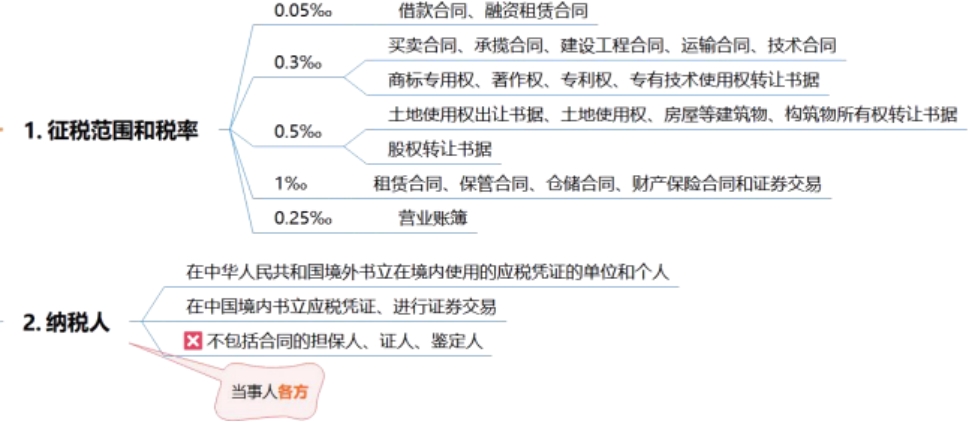 1. 征税范围和税率
0.05‰ 借款合同、融资租赁合同
0.3‰
买卖合同、承揽合同、建设工程合同、运输合同、技术合同
商标专用权、著作权、专利权、专有技术使用权转让书据
0.5‰
土地使用权出让书据、土地使用权、房屋等建筑物、构筑物所有权转让书据
股权转让书据
1‰ 租赁合同、保管合同、仓储合同、财产保险合同和证券交易
0.25‰ 营业账簿
2. 纳税人
在中华人民共和国境外书立在境内使用的应税凭证的单位和个人
在中国境内书立应税凭证、进行证券交易
不包括合同的担保人、证人、鉴定人
当事人各方